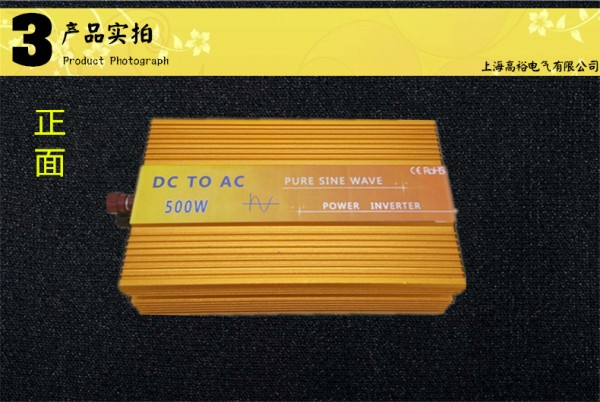 3
产品实拍
Product Photograph
上海高裕电气有限公司
正面
DC TO AC
500W
PURE SINE WAVE
POWER INVERTER
CE RoHS